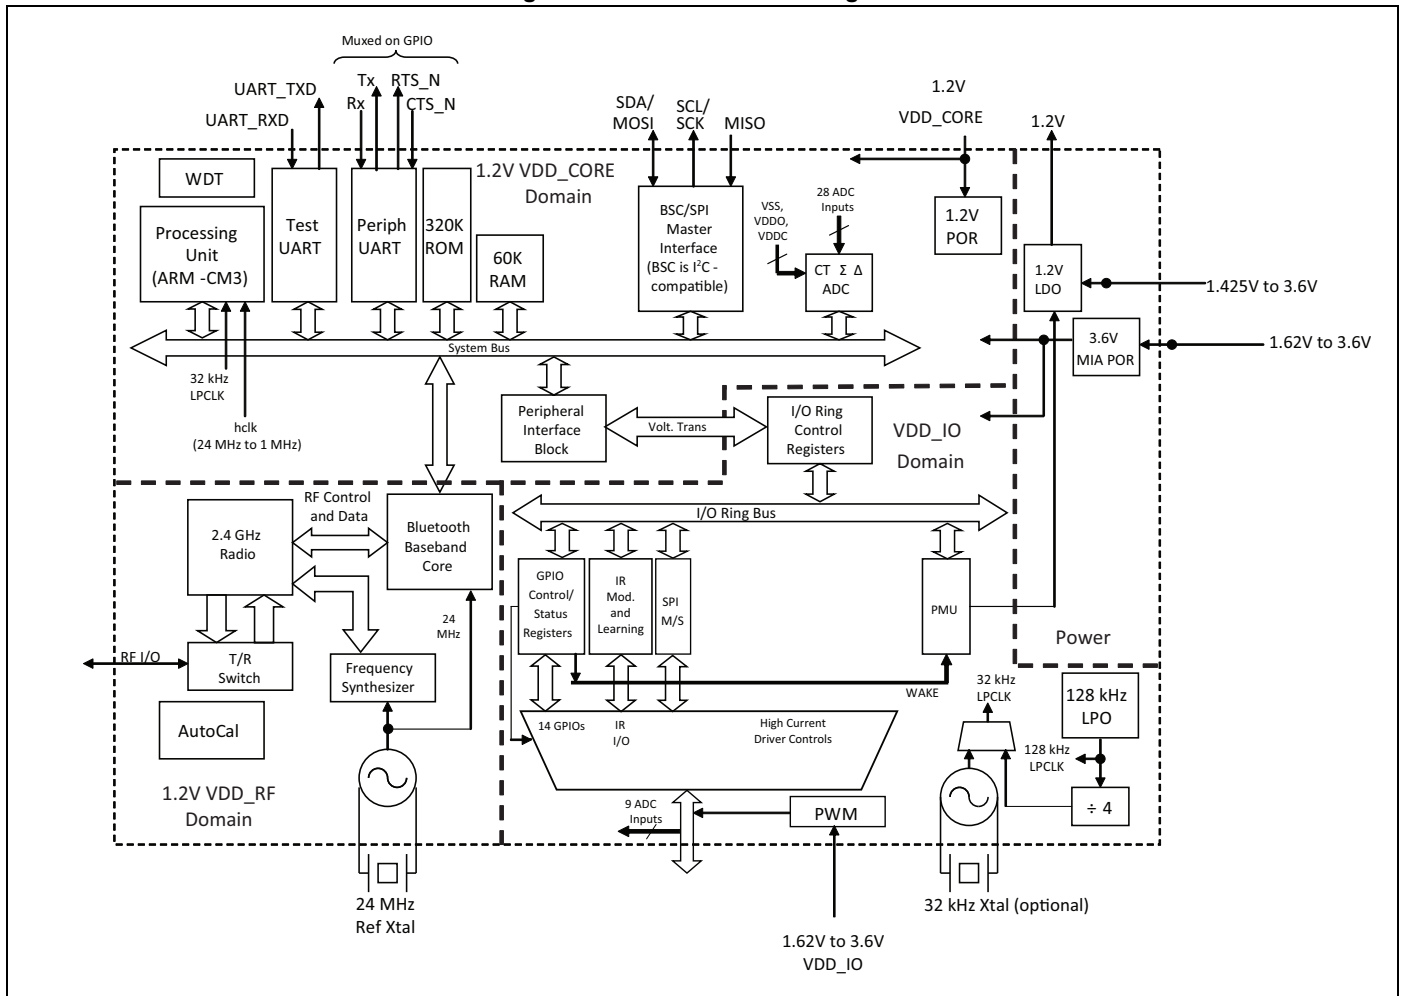 Muxed on GPIO
Tx RTS_N
Rx CTS_N
UART_TXD
UART_RXD
SDA/
MOSI
SCL/
SCK
MISO
1.2V
VDD_CORE
1.2V
WDT
Processing
Unit
(ARM -CM3)
Test
UART
Periph
UART
320K
ROM
60K
RAM
1.2V VDD_CORE
Domain
BSC/SPI
Master
Interface
(BSC is I²C -
compatible)
VSS,
VDDO,
VDDC
28 ADC
Inputs
CT Σ Δ
ADC
1.2V
POR
1.2V
LDO
1.425V to 3.6V
3.6V
MIA POR
1.62V to 3.6V
System Bus
32 kHz
LPCLK
hclk
(24 MHz to 1 MHz)
Peripheral
Interface
Block
Volt. Trans
I/O Ring
Control
Registers
VDD_IO
Domain
2.4 GHz
Radio
RF Control
and Data
Bluetooth
Baseband
Core
I/O Ring Bus
GPIO
Control/
Status
Registers
IR
Mod.
and
Learning
SPI
M/S
PMU
Power
24
MHz
RF I/O
T/R
Switch
Frequency
Synthesizer
WAKE
32 kHz
LPCLK
128 kHz
LPO
AutoCal
14 GPIOs
IR
I/O
High Current
Driver Controls
128 kHz
LPCLK
÷ 4
1.2V VDD_RF
Domain
9 ADC
Inputs
PWM
24 MHz
Ref Xtal
32 kHz Xtal (optional)
1.62V to 3.6V
VDD_IO